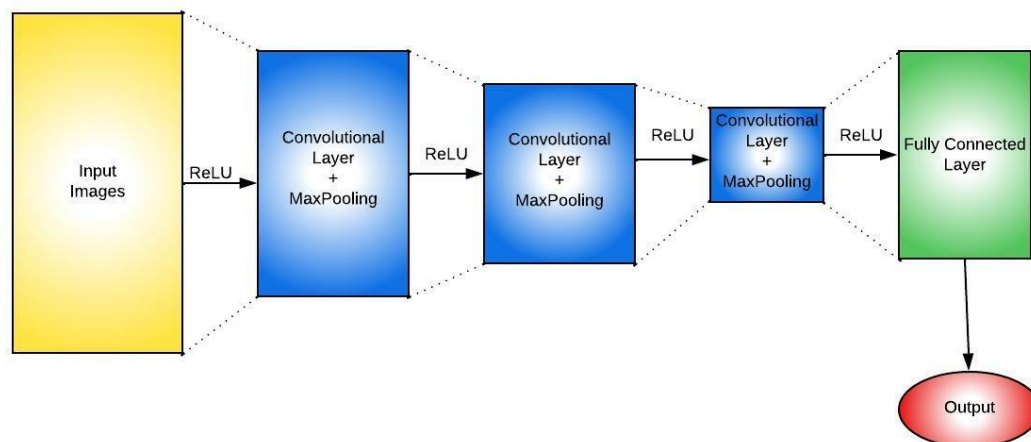 Input
Images
ReLU
Convolutional
Layer
+
MaxPooling
ReLU
Convolutional
Layer
+
MaxPooling
ReLU
Convolutional
Layer
+
MaxPooling
ReLU
Fully Connected
Layer
Output